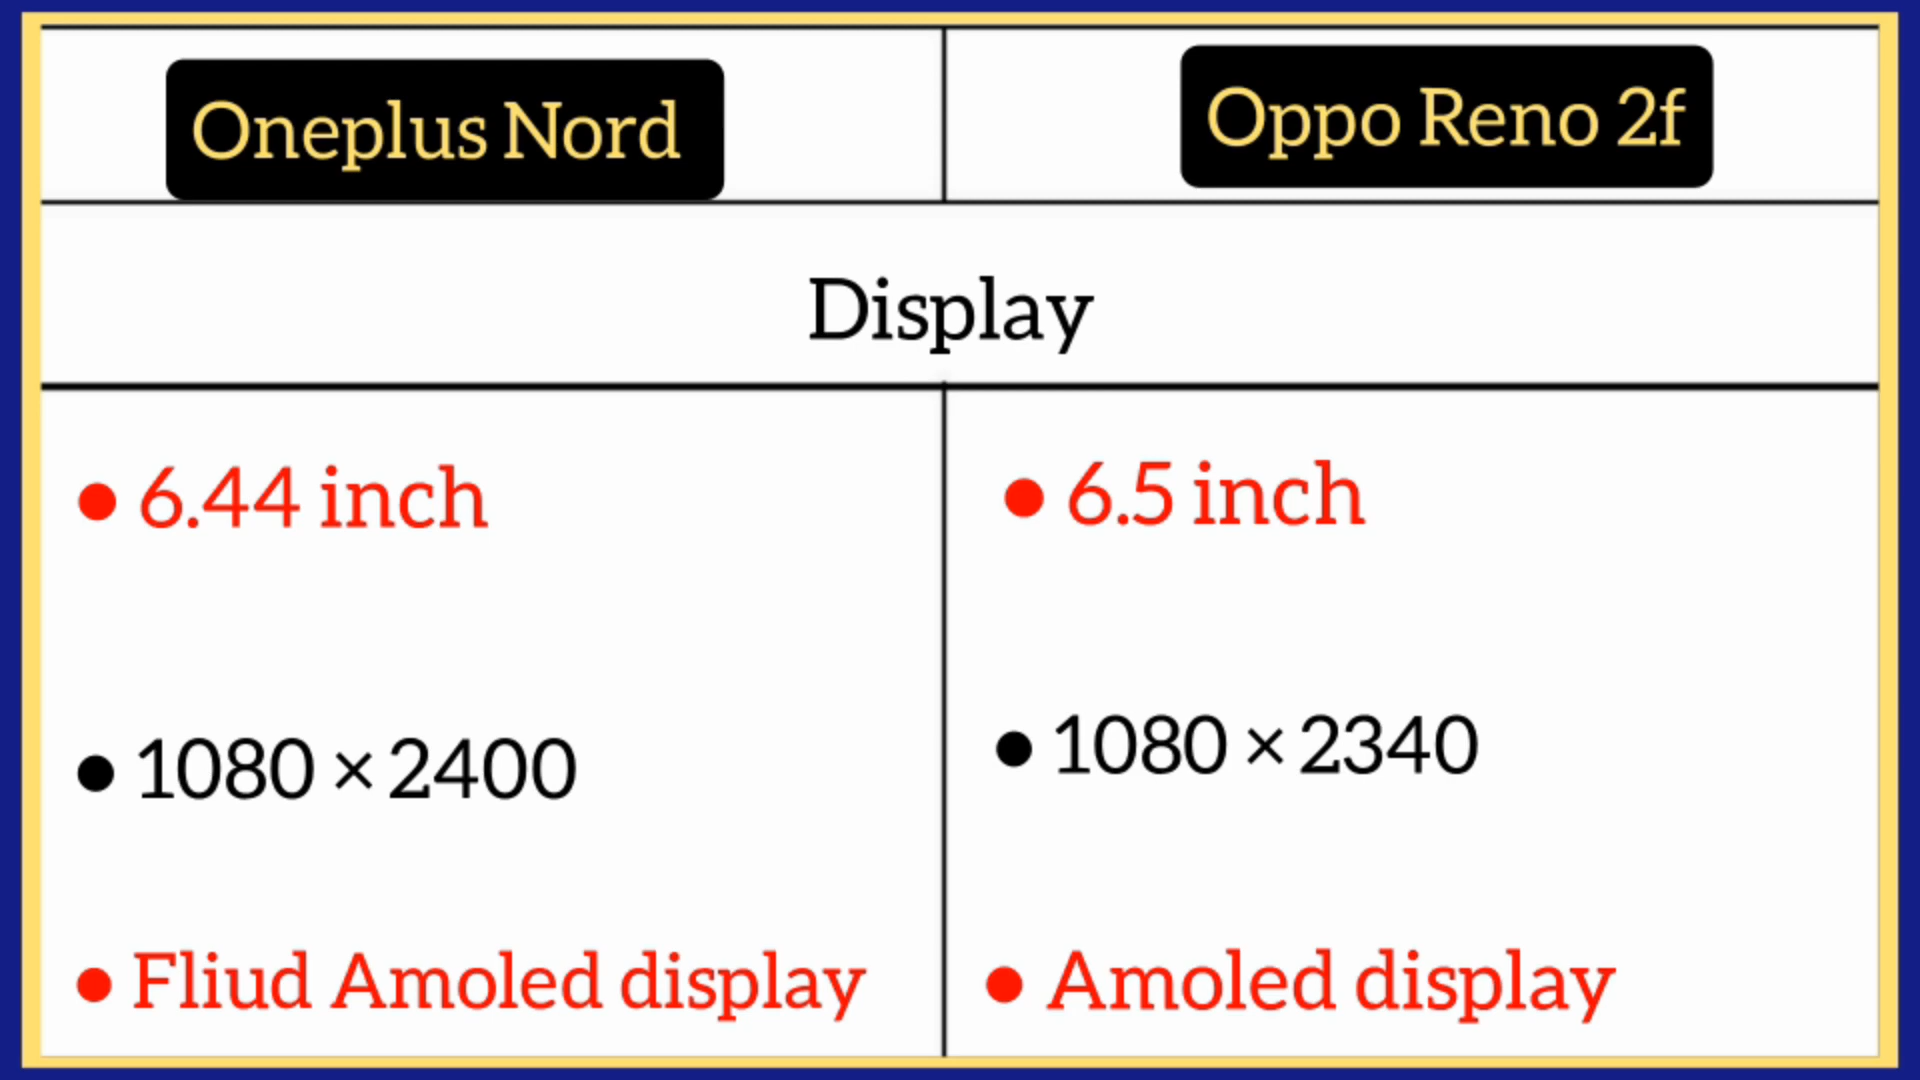 Oneplus Nord
Oppo Reno 2f
Display
● 6.44 inch
● 6.5 inch
● 1080 × 2400
● 1080 × 2340
● Fliud Amoled display
● Amoled display